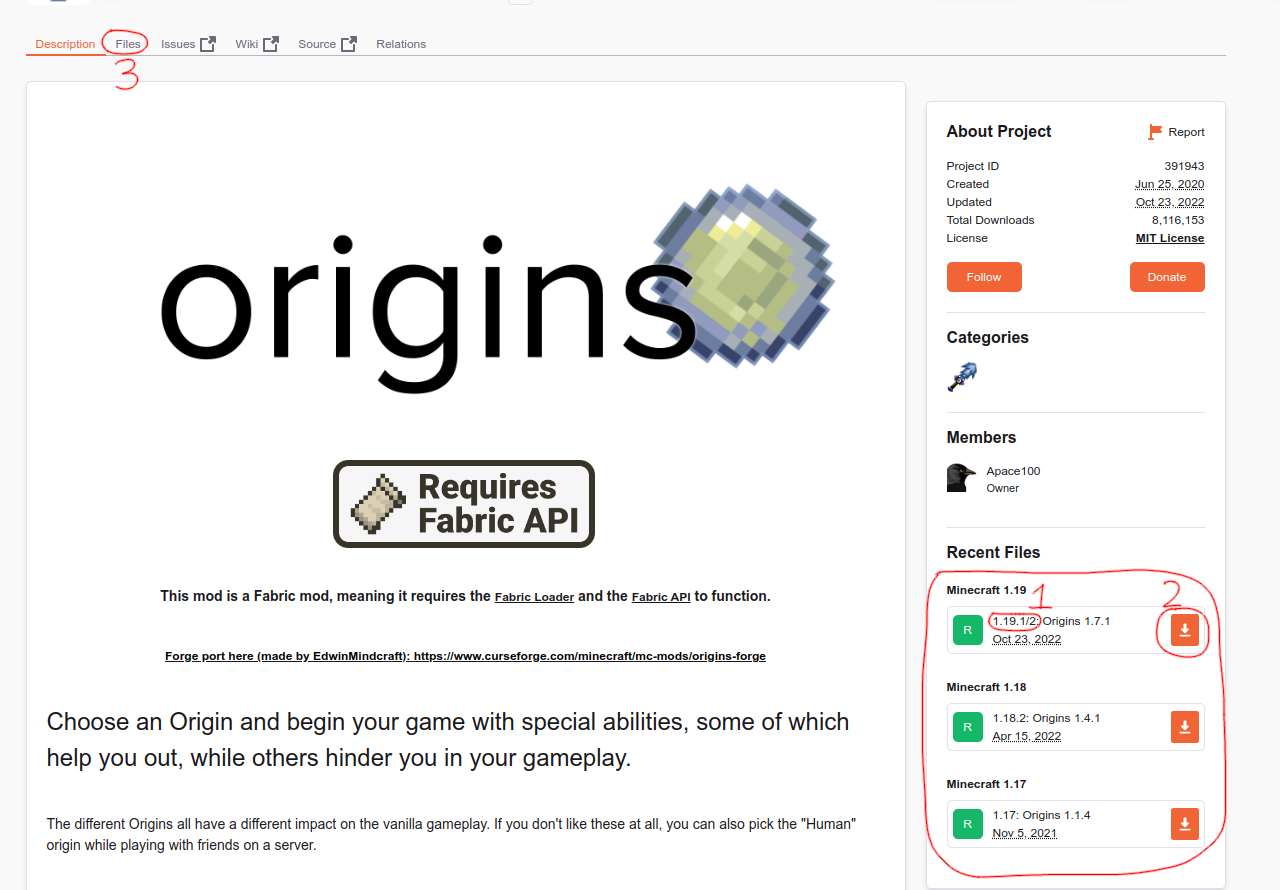 Description Files Issues Wiki Source Relations
3
origins
Requires
Fabric API
This mod is a Fabric mod, meaning it requires the Fabric Loader and the Fabric API to function.
Forge port here (made by EdwinMindcraft): https://www.curseforge.com/minecraft/mc-mods/origins-forge
Choose an Origin and begin your game with special abilities, some of which
help you out, while others hinder you in your gameplay.
The different Origins all have a different impact on the vanilla gameplay. If you don't like these at all, you can also pick the "Human"
origin while playing with friends on a server.
About Project Report
Project ID 391943
Created Jun 25, 2020
Updated Oct 23, 2022
Total Downloads 8,116,153
License MIT License
Follow Donate
Categories
Members
Apace100
Owner
Recent Files
Minecraft 1.19 1 2
R 1.19.1/2: Origins 1.7.1
Oct 23, 2022
Minecraft 1.18
R 1.18.2: Origins 1.4.1
Apr 15, 2022
Minecraft 1.17
R 1.17: Origins 1.1.4
Nov 5, 2021